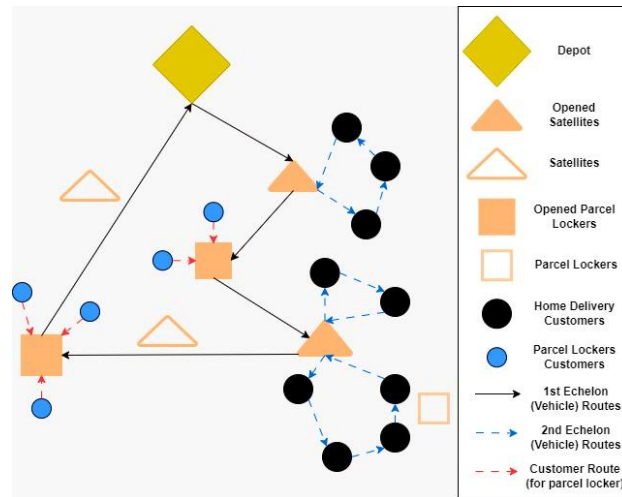 Depot
Opened
Satellites
Satellites
Opened Parcel
Lockers
Parcel Lockers
Home Delivery
Customers
Parcel Lockers
Customers
1st Echelon
(Vehicle) Routes
2nd Echelon
(Vehicle) Routes
Customer Route
(for parcel locker)